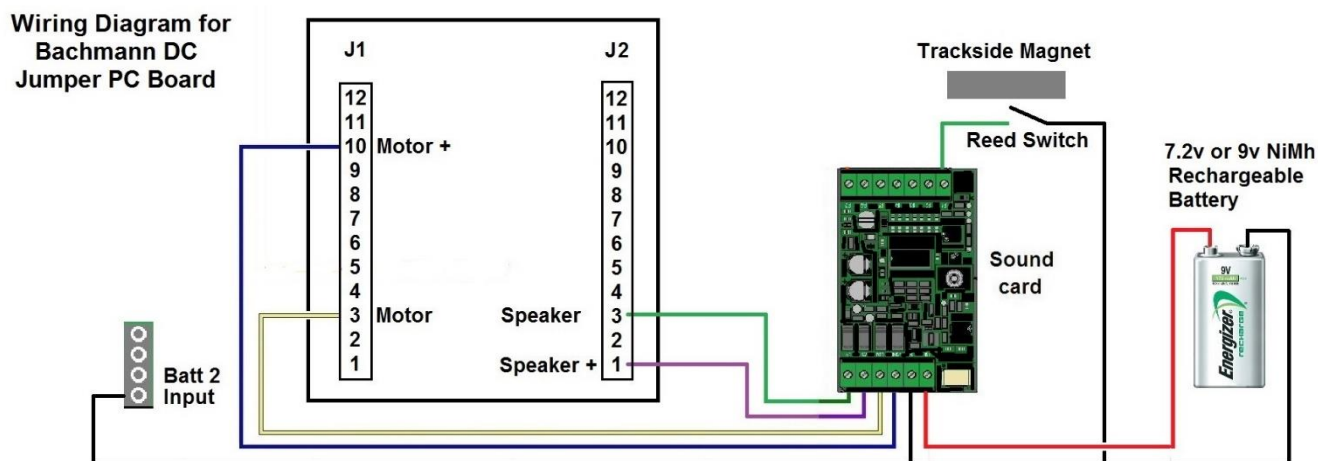 Wiring Diagram for
Bachmann DC
Jumper PC Board
J1
J2
12
11
10 Motor +
9
8
7
6
5
4
3 Motor
2
1
12
11
10
9
8
7
6
5
4
Speaker 3
2
Speaker + 1
Batt 2
Input
Trackside Magnet
Reed Switch
Sound
card
7.2v or 9v NiMh
Rechargeable
Battery
9V
Energizer
recharge